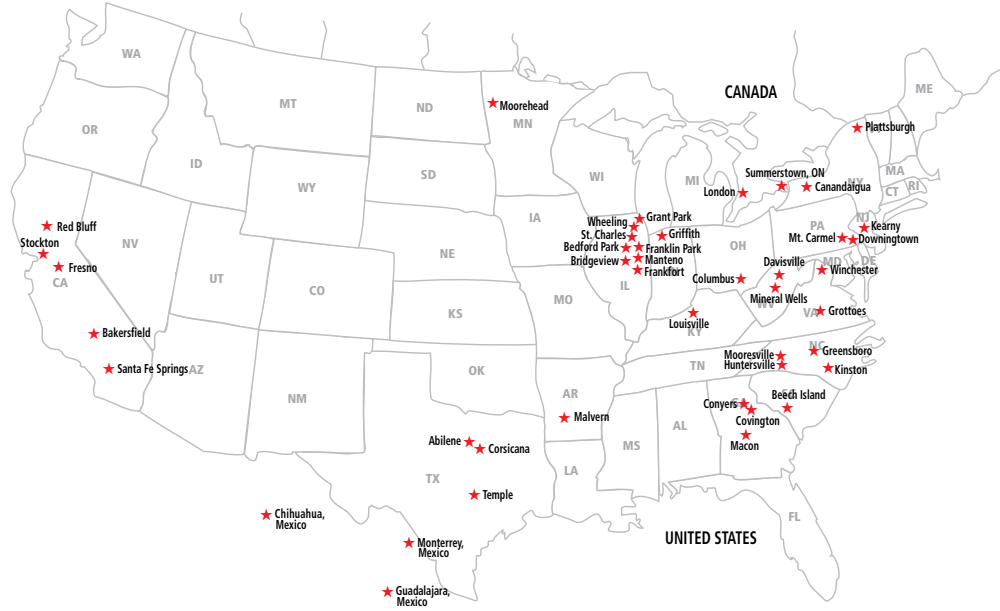 WA
MT
ND
MN
Moorehead
CANADA
ME
OR
ID
SD
WI
MI
Plattsburgh
WY
Summerstown, ON
NY
MA
CT
RI
London
Canandaigua
IA
Red Bluff
Stockton
Fresno
CA
NV
UT
CO
NE
Wheeling
Grant Park
St. Charles
Griffith
Bedford Park
Franklin Park
Bridgeview
Manteno
Frankfort
IL
OH
PA
NJ
Kearny
Mt. Carmel
Downingtown
MD
DE
Davisville
Winchester
Columbus
Mineral Wells
WV
VA
Grottoes
KS
MO
Louisville
KY
Bakersfield
Santa Fe Springs
AZ
NM
OK
AR
TN
Mooresville
Huntersville
NC
Greensboro
Kinston
Malvern
Beech Island
SC
Conyers
GA
Covington
Macon
Abilene
Corsicana
TX
Temple
LA
MS
AL
FL
Chihuahua,
Mexico
Monterrey,
Mexico
Guadalajara,
Mexico
UNITED STATES